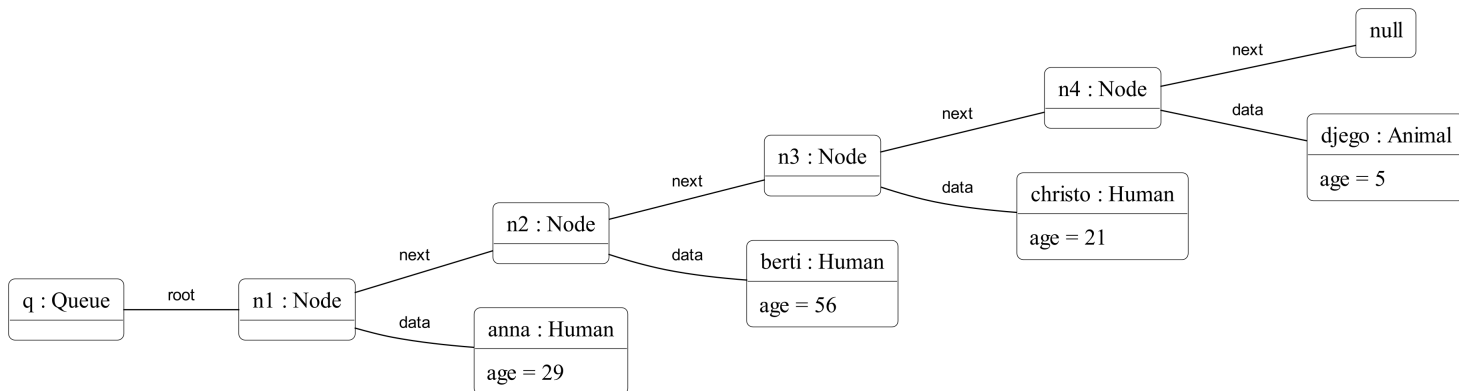 q : Queue
root
n1 : Node
next
data
anna : Human
age = 29
n2 : Node
next
data
berti : Human
age = 56
n3 : Node
next
data
christo : Human
age = 21
n4 : Node
next
data
null
djego : Animal
age = 5